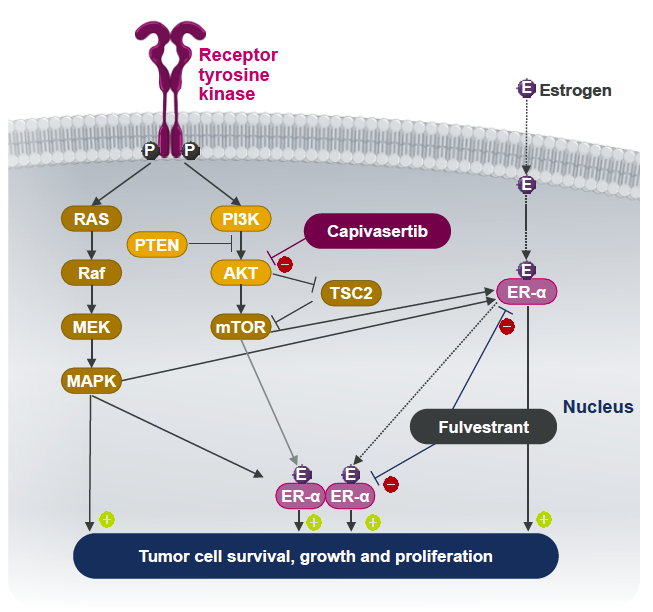 Receptor
tyrosine
kinase
E Estrogen
P P
E
RAS
PI3K
Capivasertib
PTEN
Raf
AKT
E
TSC2
ER-α
MEK
mTOR
MAPK
Nucleus
Fulvestrant
E E
ER-α ER-α
Tumor cell survival, growth and proliferation